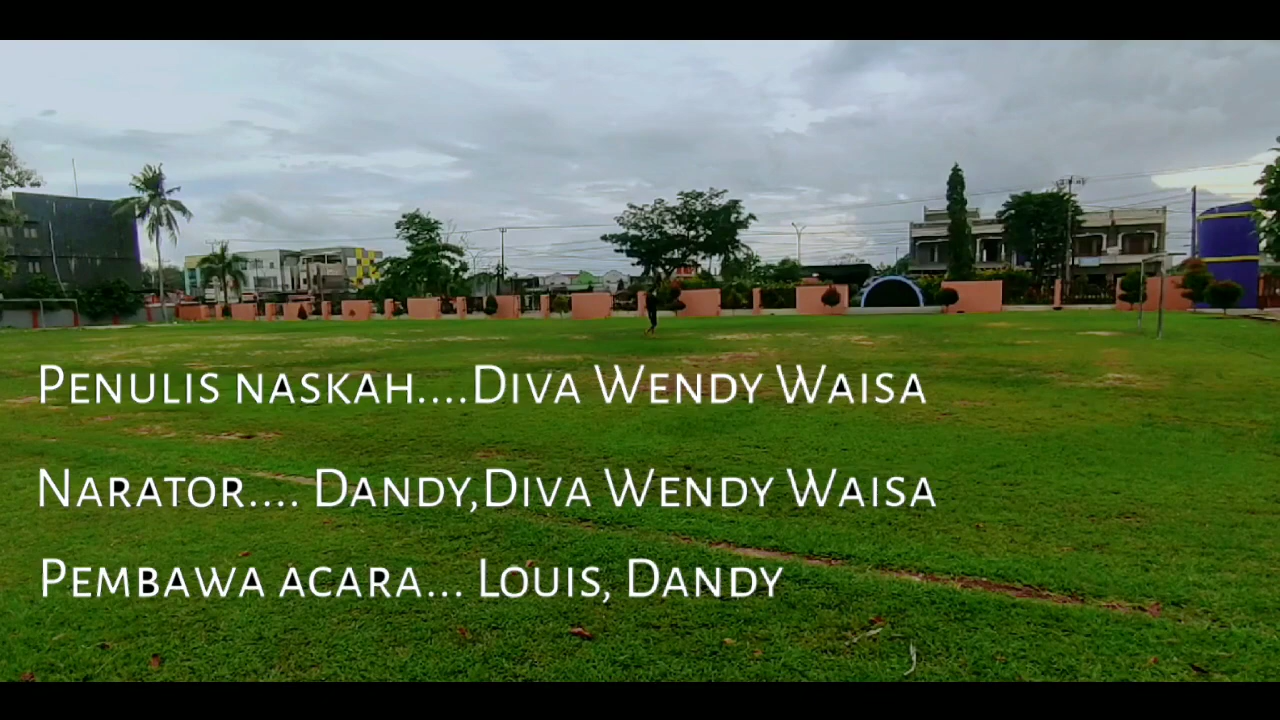 Penulis naskah....Diva Wendy Waisa
Narator.... Dandy,Diva Wendy Waisa
Pembawa acara... Louis, Dandy